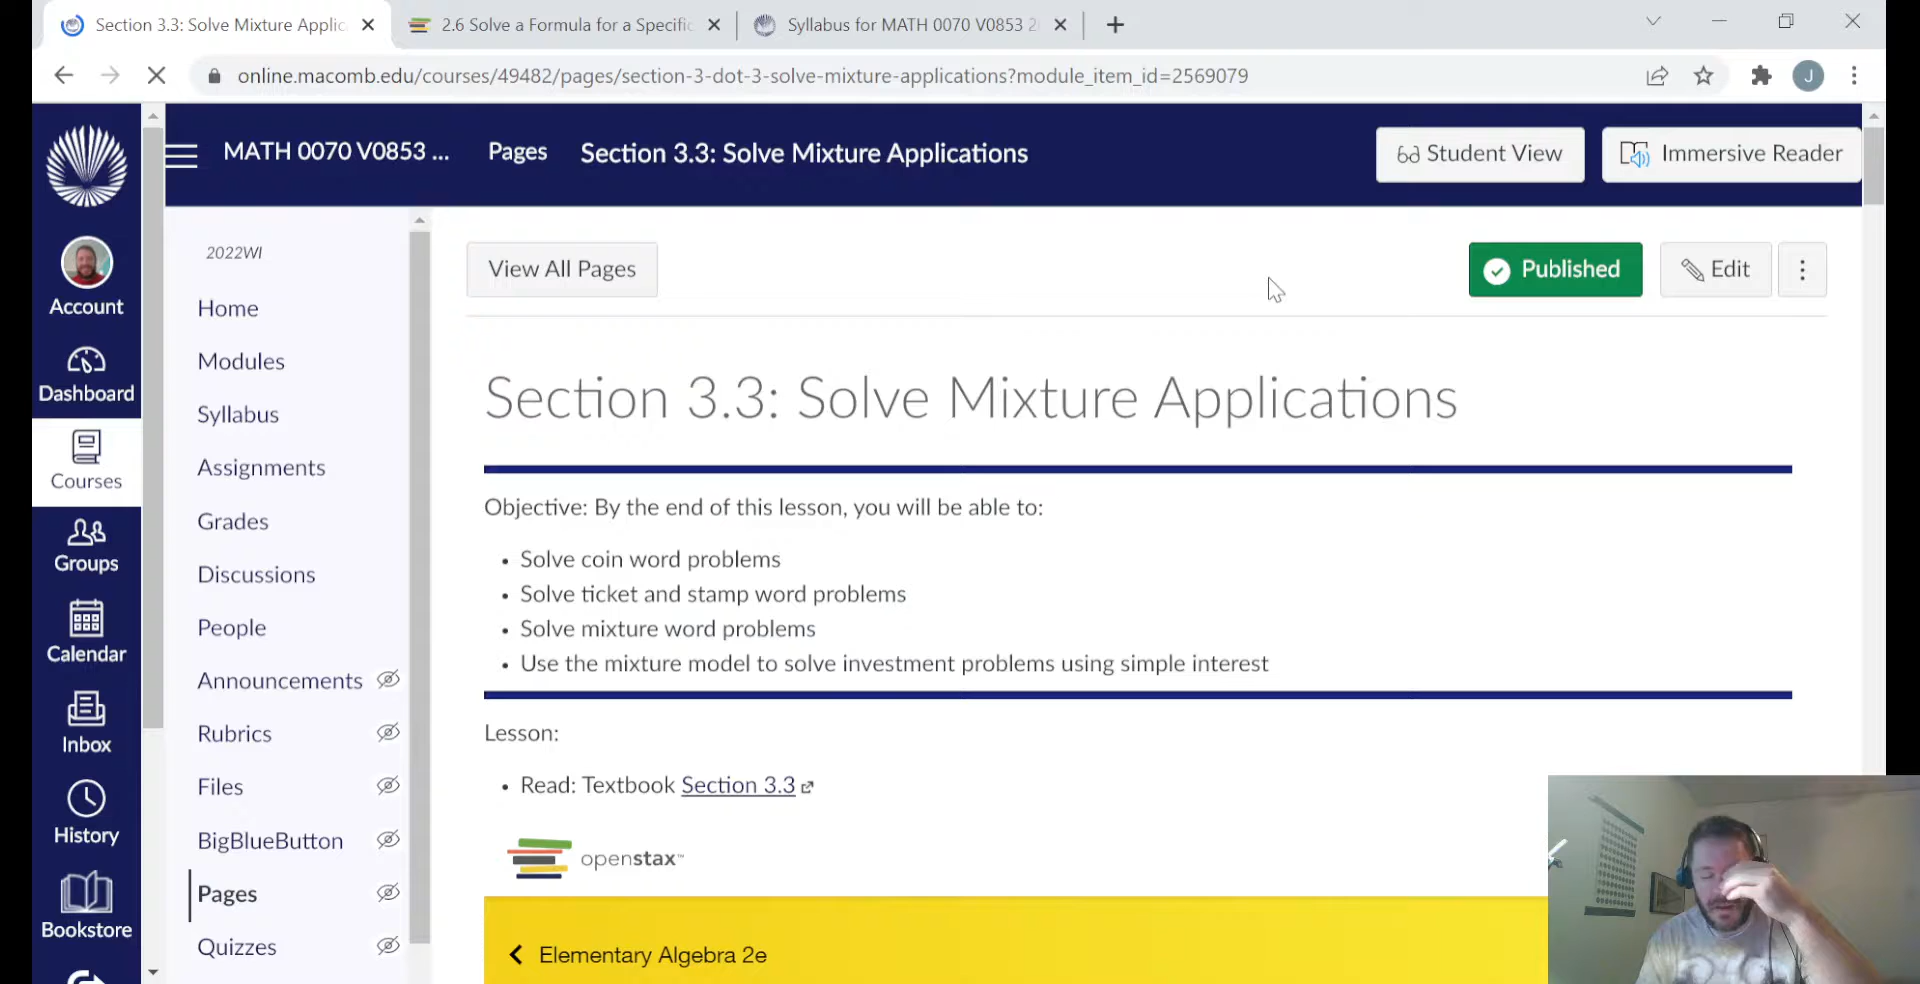 Section 3.3: Solve Mixture Applic
2.6 Solve a Formula for a Specific
Syllabus for MATH 0070 V0853 2
online.macomb.edu/courses/49482/pages/section-3-dot-3-solve-mixture-applications?module_item_id=2569079
J
MATH 0070 V0853 ...
Pages
Section 3.3: Solve Mixture Applications
Student View
Immersive Reader
Account
Dashboard
Courses
Groups
Calendar
Inbox
History
Bookstore
2022WI
Home
Modules
Syllabus
Assignments
Grades
Discussions
People
Announcements
Rubrics
Files
BigBlueButton
Pages
Quizzes
View All Pages
Published
Edit
Section 3.3: Solve Mixture Applications
Objective: By the end of this lesson, you will be able to:
• Solve coin word problems
• Solve ticket and stamp word problems
• Solve mixture word problems
• Use the mixture model to solve investment problems using simple interest
Lesson:
• Read: Textbook Section 3.3
openstax™
Elementary Algebra 2e